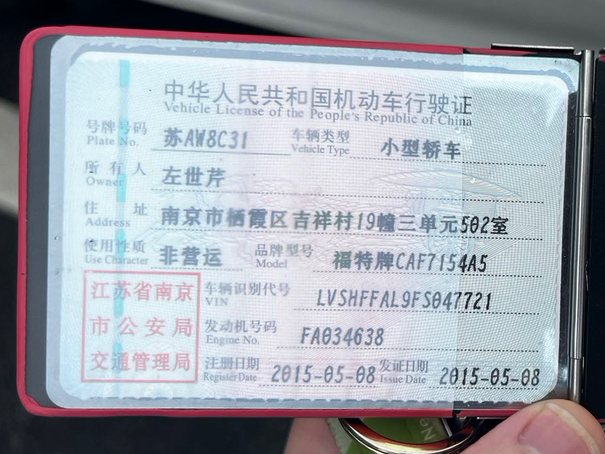 中华人民共和国机动车行驶证
Vehicle License of the People's Republic of China
号牌号码 苏AW8C31 车辆类型 小型轿车
Plate No. Vehicle Type
所有人 左世芹
Owner
住址 南京市栖霞区吉祥村19幢三单元502室
Address
使用性质 非营运 品牌型号 福特牌CAF7154A5
Use Character Model
江苏省南京
市公安局
交通管理局
车辆识别代号 LVSHFFAL9FS047721
VIN
发动机号码 FA034638
Engine No.
注册日期 2015-05-08 发证日期 2015-05-08
Register Date Issue Date